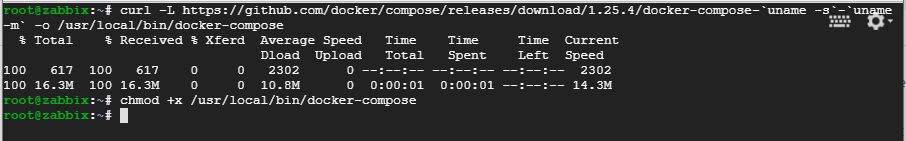 root@zabbix:~# curl -L https://github.com/docker/compose/releases/download/1.25.4/docker-compose-`uname -s`-`uname
-m` -o /usr/local/bin/docker-compose
  % Total    % Received % Xferd  Average Speed   Time    Time     Time  Current
                                 Dload  Upload   Total   Spent    Left  Speed
100   617  100   617    0     0   2302      0 --:--:-- --:--:-- --:--:--  2302
100 16.3M  100 16.3M    0     0  10.8M      0  0:00:01  0:00:01 --:--:-- 14.3M
root@zabbix:~# chmod +x /usr/local/bin/docker-compose
root@zabbix:~#